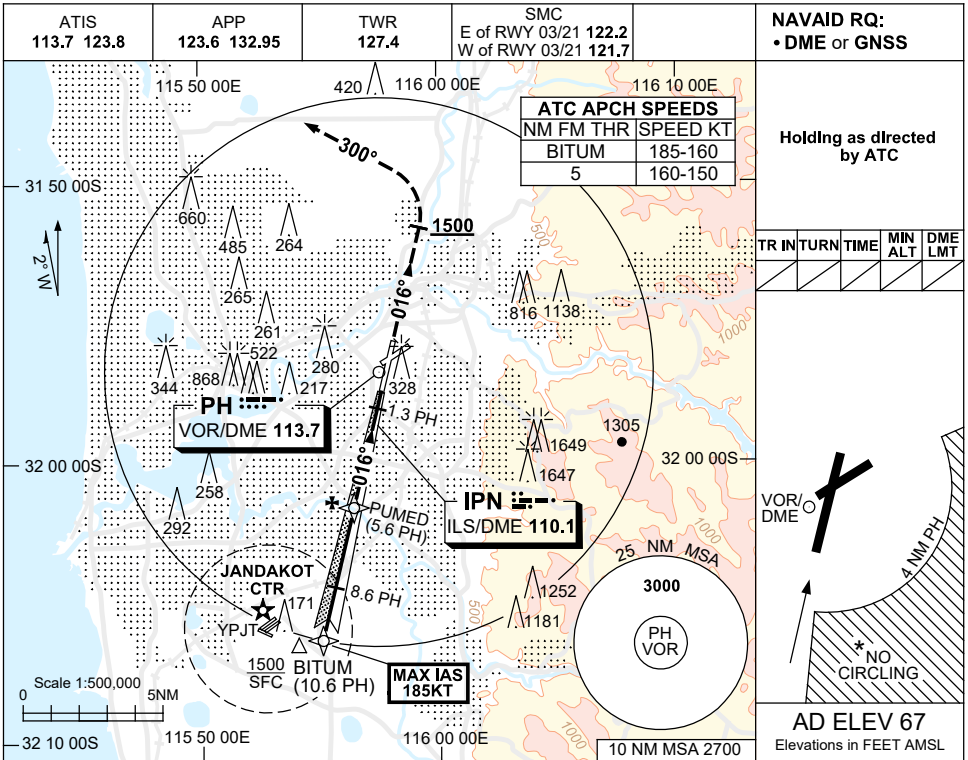 ATIS
113.7 123.8
APP
123.6 132.95
TWR
127.4
SMC
E of RWY 03/21 122.2
W of RWY 03/21 121.7
NAVAID RQ:
• DME or GNSS
Holding as directed
by ATC
TR IN TURN TIME MIN ALT DME LMT
115 50 00E
420
116 00 00E
116 10 00E
ATC APCH SPEEDS
NM FM THR SPEED KT
BITUM 185-160
5 160-150
300°
31 50 00S
660
485
264
1500
500
2° W
016°
265
261
816
1138
1000
522
280
344
868
217
328
PH
VOR/DME 113.7
1.3 PH
1305
1649
1647
32 00 00S
32 00 00S
016°
258
292
PUMED
(5.6 PH)
IPN
ILS/DME 110.1
1000
VOR/
DME
4 NM PH
25 NM MSA
3000
PH
VOR
JANDAKOT
CTR
171
8.6 PH
1252
1181
500
YPJT
1500
SFC
BITUM
(10.6 PH)
MAX IAS
185KT
* NO
CIRCLING
Scale 1:500,000
0 5NM
1000
32 10 00S
115 50 00E
116 00 00E
10 NM MSA 2700
AD ELEV 67
Elevations in FEET AMSL